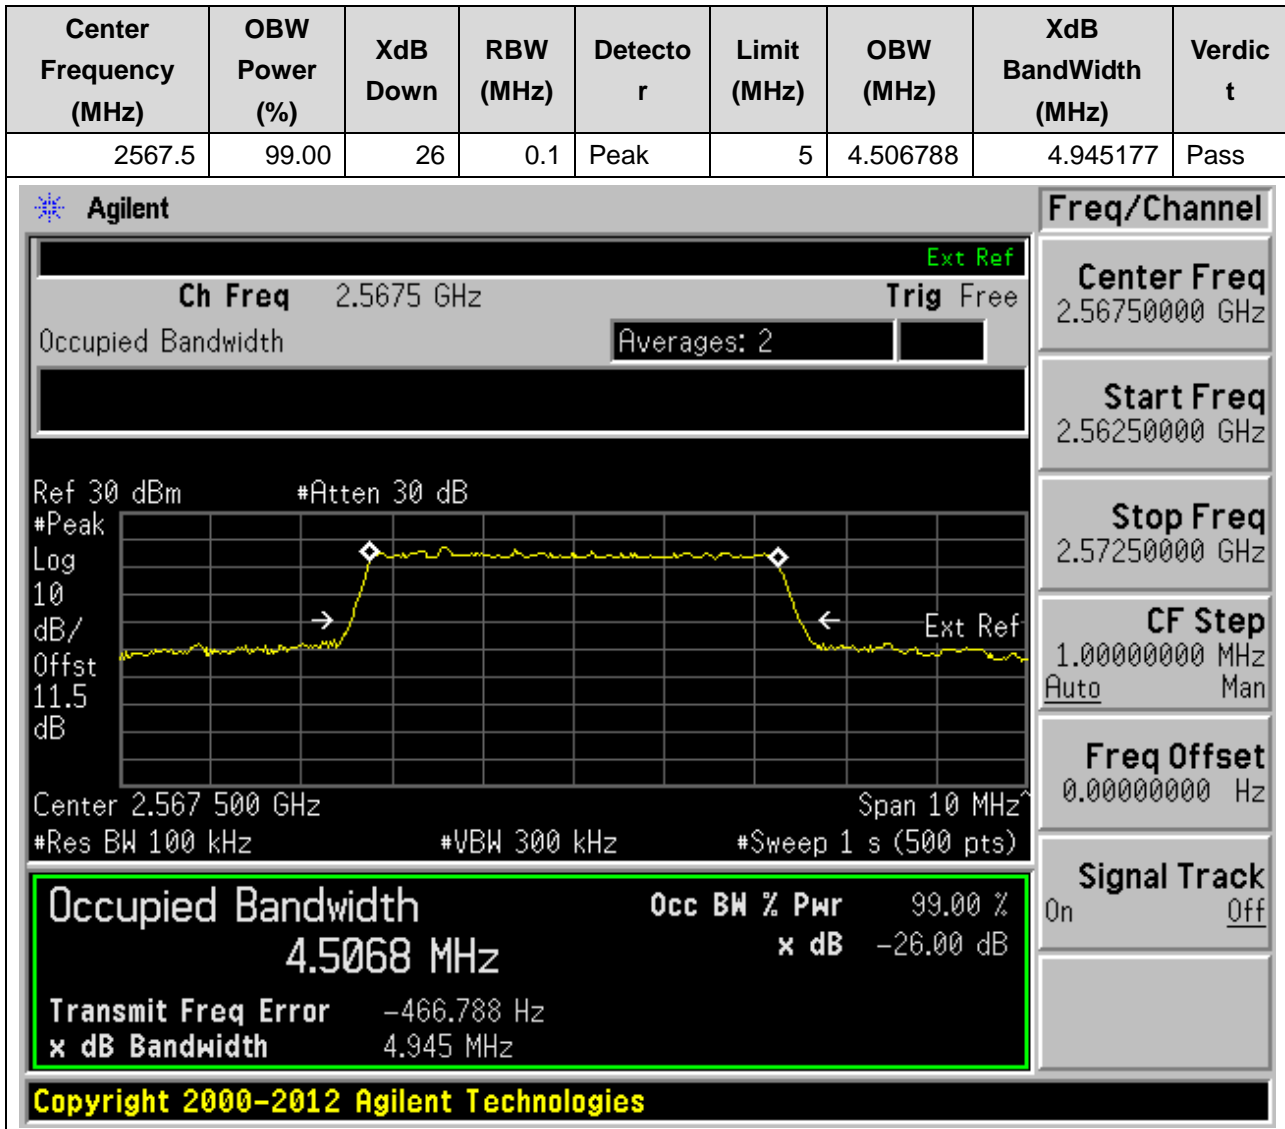 Center Frequency (MHz) OBW Power (%) XdB Down RBW (MHz) Detecto r Limit (MHz) OBW (MHz) XdB BandWidth (MHz) Verdic t
2567.5 99.00 26 0.1 Peak 5 4.506788 4.945177 Pass
Agilent
Freq/Channel
Ext Ref
Ch Freq 2.5675 GHz Trig Free
Occupied Bandwidth Averages: 2
Center Freq
2.56750000 GHz
Start Freq
2.56250000 GHz
Stop Freq
2.57250000 GHz
CF Step
1.00000000 MHz
Auto Man
Freq Offset
0.00000000 Hz
Signal Track
On Off
Ref 30 dBm #Atten 30 dB
#Peak
Log
10
dB/
Offst
11.5
dB
Ext Ref
Center 2.567 500 GHz Span 10 MHz^
#Res BW 100 kHz #VBW 300 kHz #Sweep 1 s (500 pts)
Occupied Bandwidth Occ BW % Pwr 99.00 %
4.5068 MHz x dB -26.00 dB
Transmit Freq Error -466.788 Hz
x dB Bandwidth 4.945 MHz
Copyright 2000-2012 Agilent Technologies